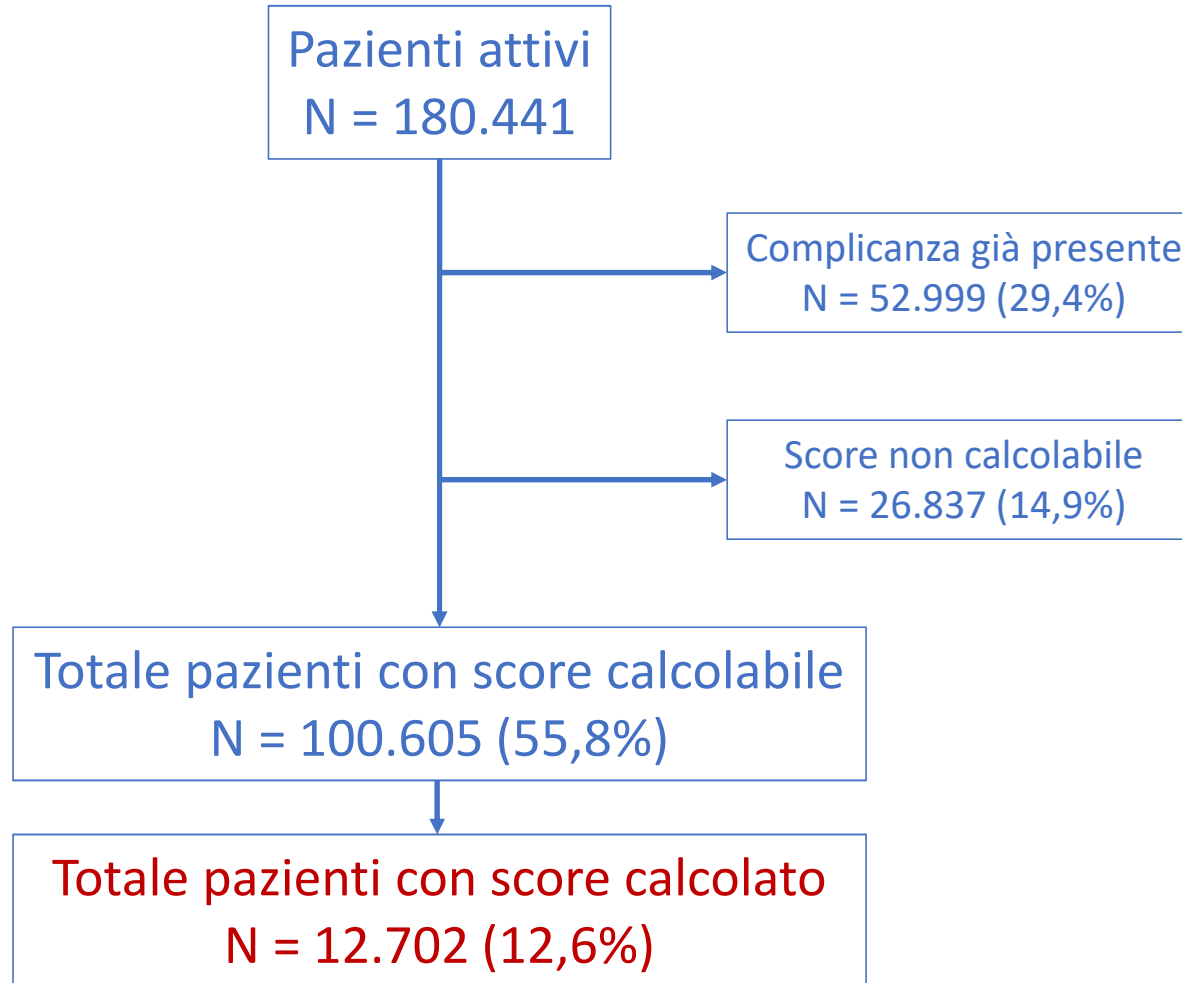 Pazienti attivi
N = 180.441
Complicanza già presente
N = 52.999 (29,4%)
Score non calcolabile
N = 26.837 (14,9%)
Totale pazienti con score calcolabile
N = 100.605 (55,8%)
Totale pazienti con score calcolato
N = 12.702 (12,6%)